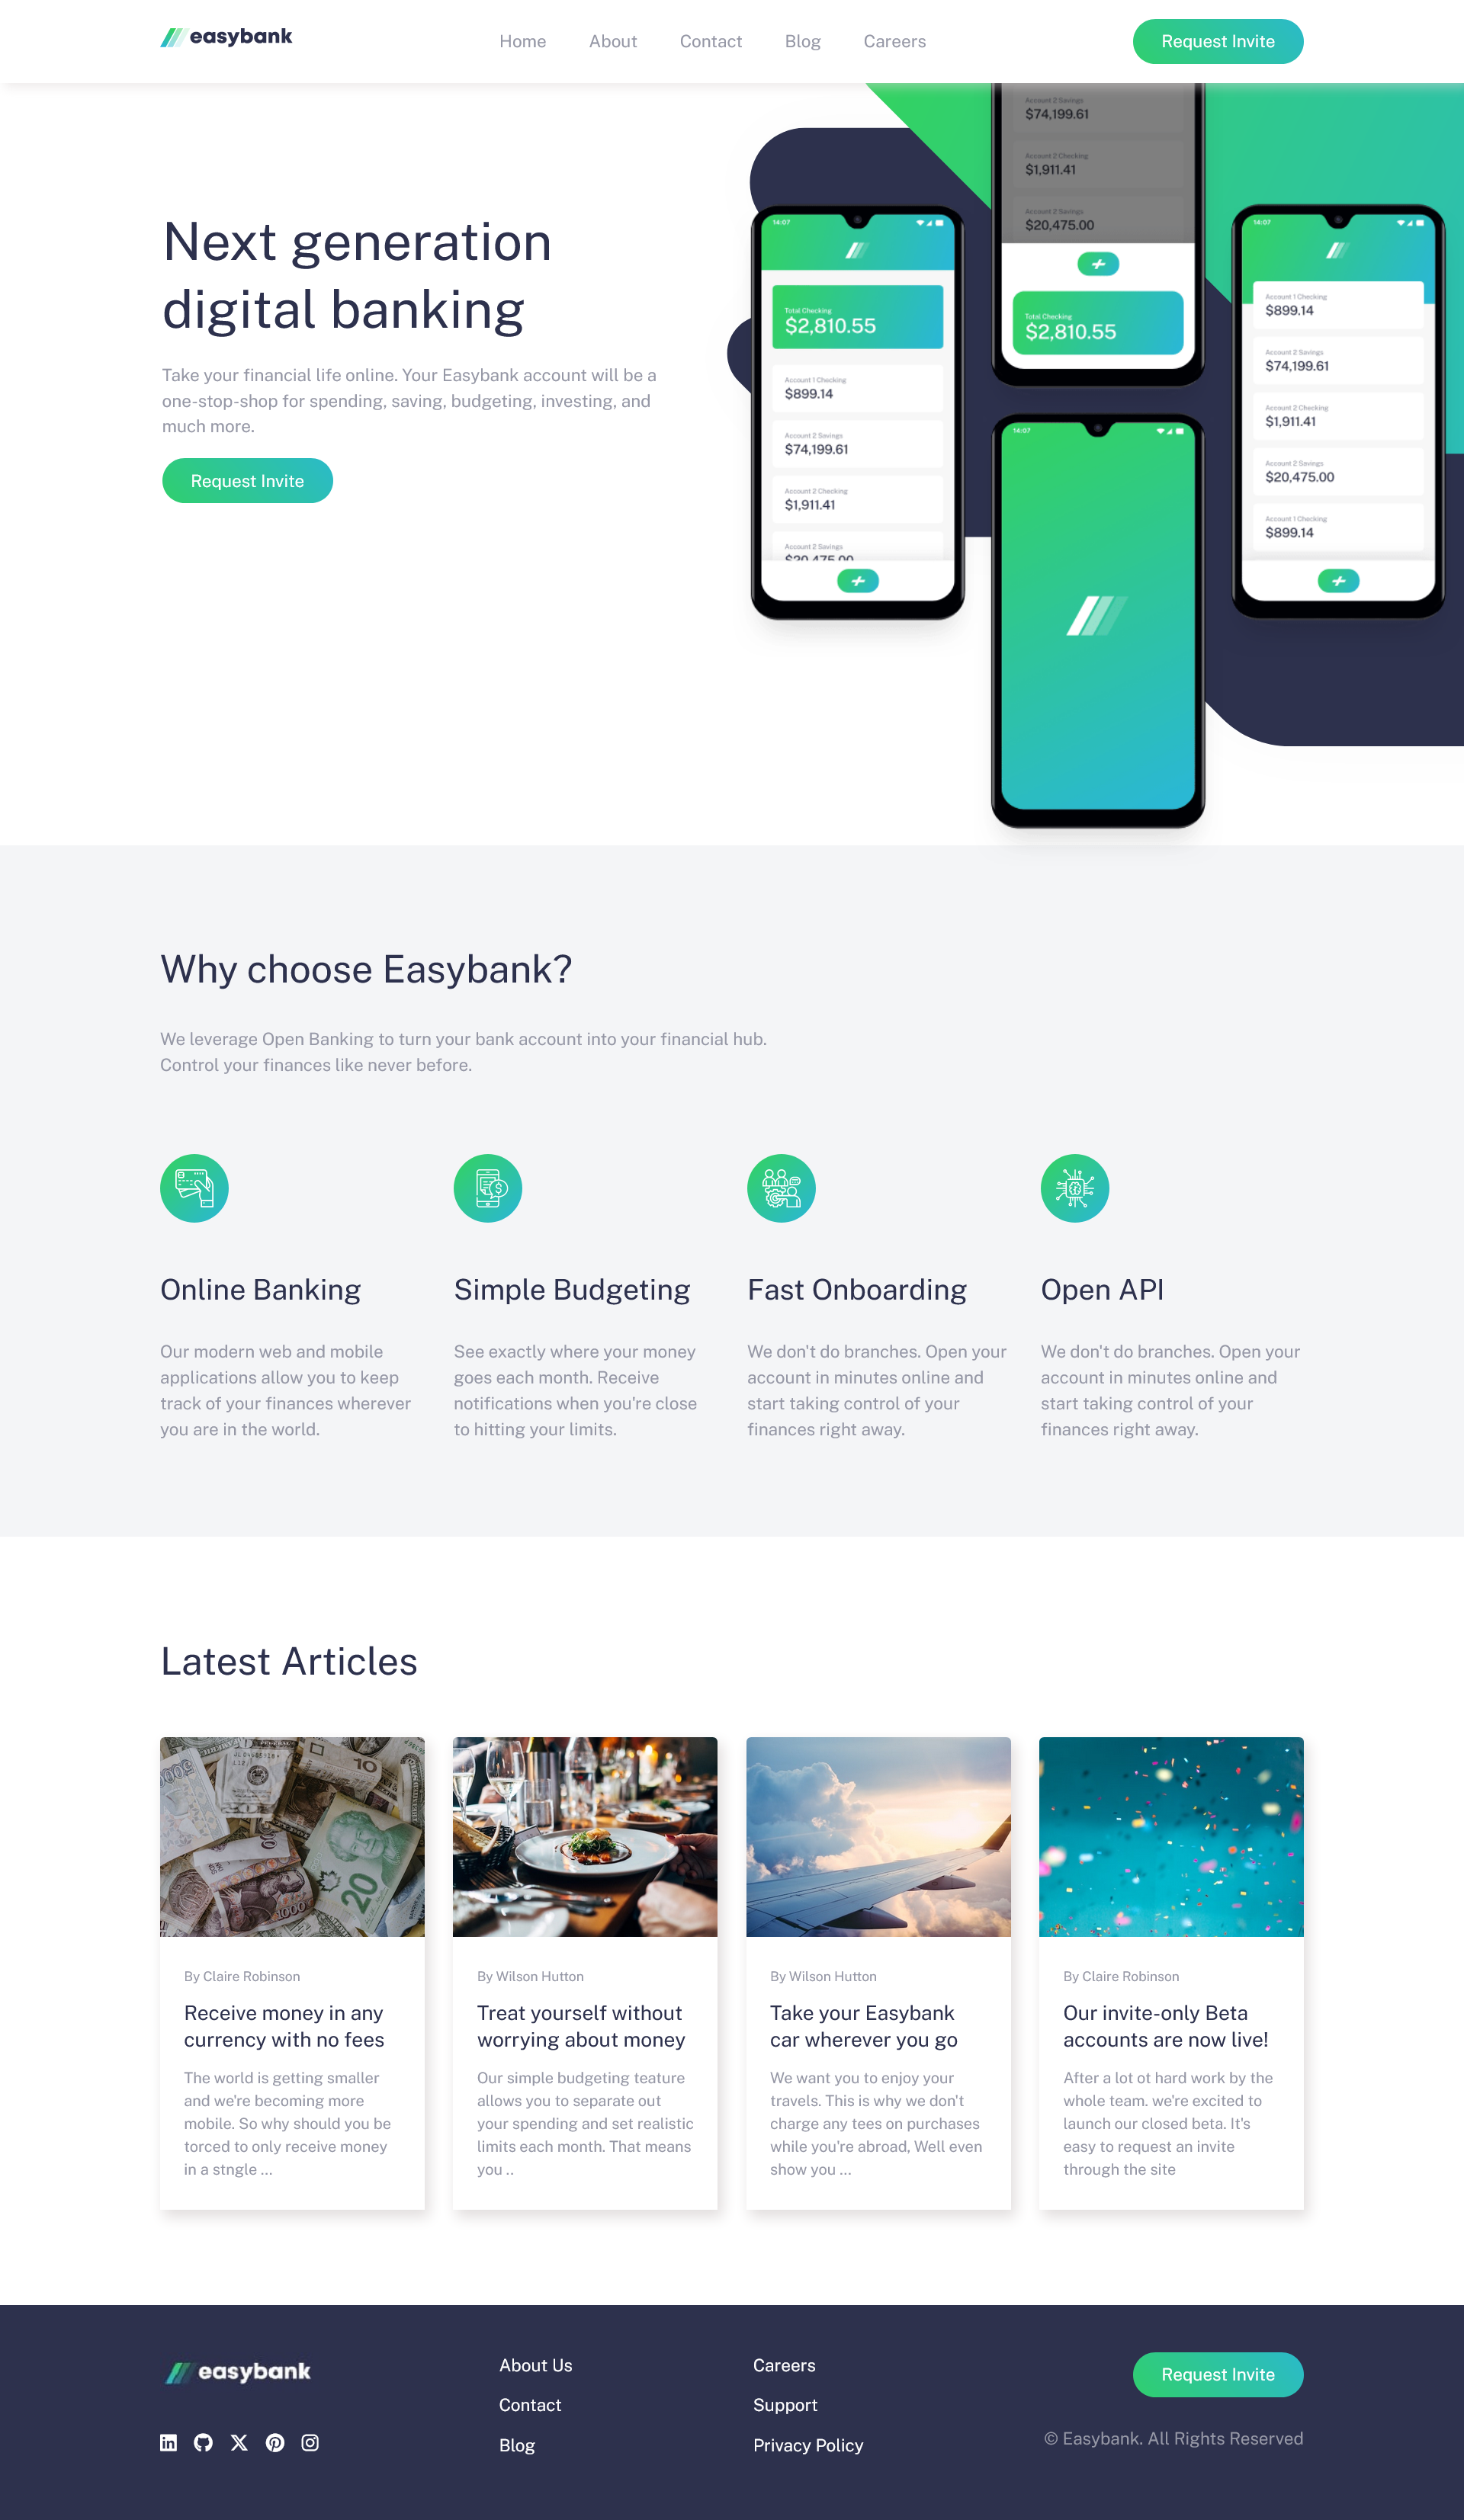 easybank
Home
About
Contact
Blog
Careers
Request Invite
Next generation
digital banking
Take your financial life online. Your Easybank account will be a
one-stop-shop for spending, saving, budgeting, investing, and
much more.
Request Invite
14:07
Total Checking
$2,810.55
Account 1 Checking
$899.14
Account 2 Savings
$74,199.61
Account 2 Checking
$1,911.41
Account 2 Savings
$20,475.00
Account 2 Savings
$74,199.61
Account 2 Checking
$1,911.41
Account 2 Savings
$20,475.00
Total Checking
$2,810.55
14:07
14:07
Account 1 Checking
$899.14
Account 2 Savings
$74,199.61
Account 2 Checking
$1,911.41
Account 2 Savings
$20,475.00
Account 1 Checking
$899.14
Why choose Easybank?
We leverage Open Banking to turn your bank account into your financial hub.
Control your finances like never before.
Online Banking
Our modern web and mobile
applications allow you to keep
track of your finances wherever
you are in the world.
Simple Budgeting
See exactly where your money
goes each month. Receive
notifications when you're close
to hitting your limits.
Fast Onboarding
We don't do branches. Open your
account in minutes online and
start taking control of your
finances right away.
Open API
We don't do branches. Open your
account in minutes online and
start taking control of your
finances right away.
Latest Articles
By Claire Robinson
Receive money in any
currency with no fees
The world is getting smaller
and we're becoming more
mobile. So why should you be
torced to only receive money
in a stngle ...
By Wilson Hutton
Treat yourself without
worrying about money
Our simple budgeting teature
allows you to separate out
your spending and set realistic
limits each month. That means
you ..
By Wilson Hutton
Take your Easybank
car wherever you go
We want you to enjoy your
travels. This is why we don't
charge any tees on purchases
while you're abroad, Well even
show you ...
By Claire Robinson
Our invite-only Beta
accounts are now live!
After a lot ot hard work by the
whole team. we're excited to
launch our closed beta. It's
easy to request an invite
through the site
easybank
About Us
Contact
Blog
Careers
Support
Privacy Policy
Request Invite
© Easybank. All Rights Reserved